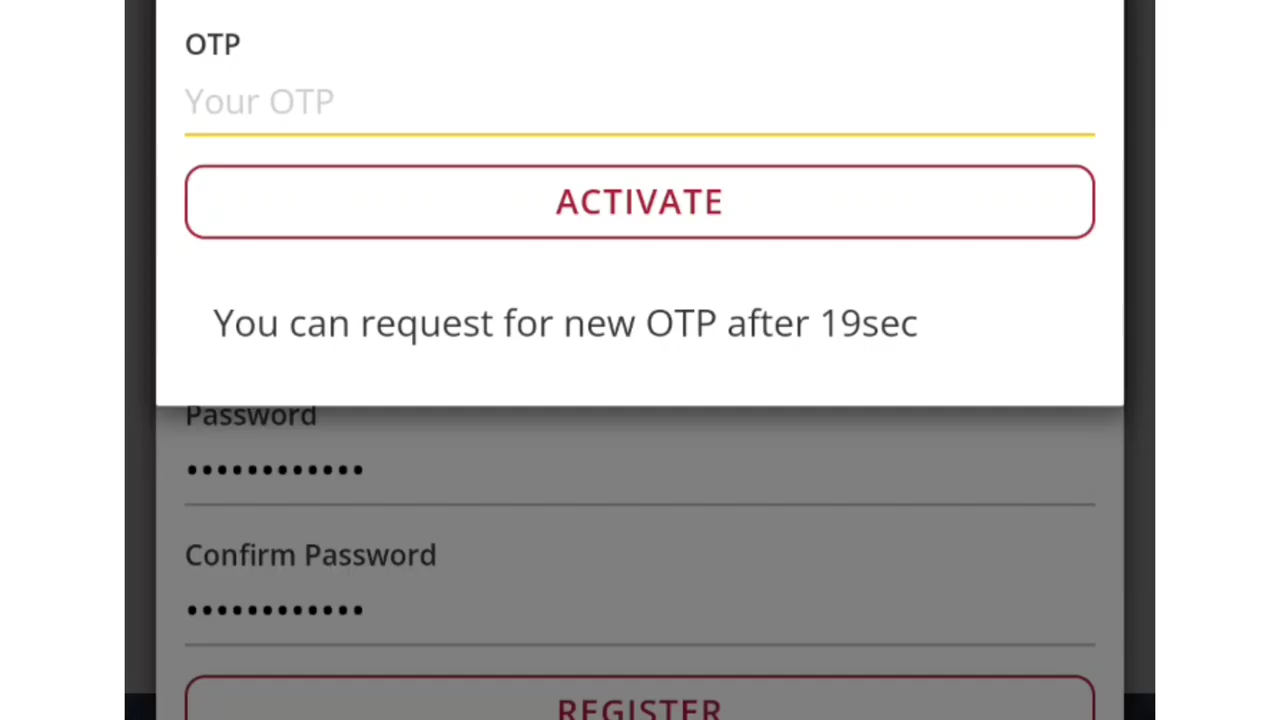 OTP
Your OTP
ACTIVATE
You can request for new OTP after 19sec
Password
••••••••••••
Confirm Password
••••••••••••
REGISTER